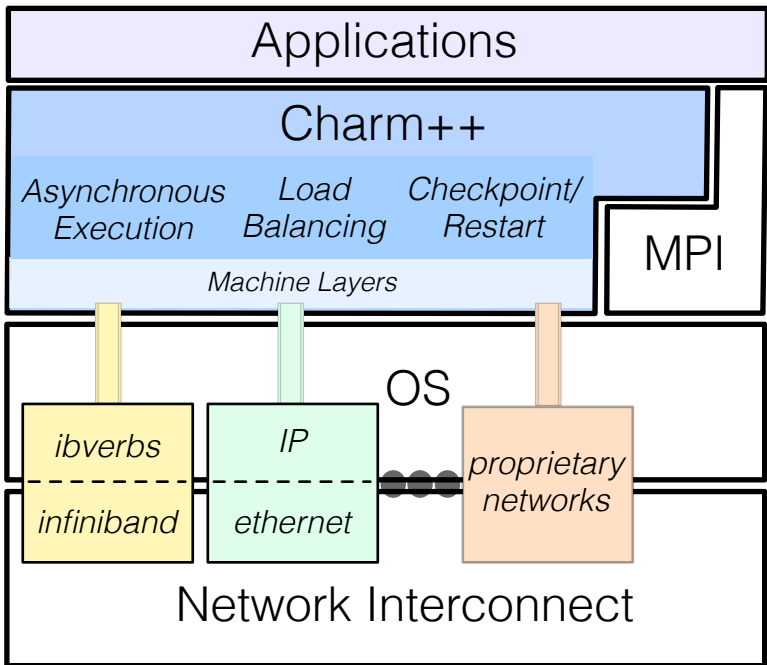 Applications
Charm++
Asynchronous
Execution
Load
Balancing
Checkpoint/
Restart
Machine Layers
MPI
OS
ibverbs
infiniband
IP
ethernet
proprietary
networks
Network Interconnect